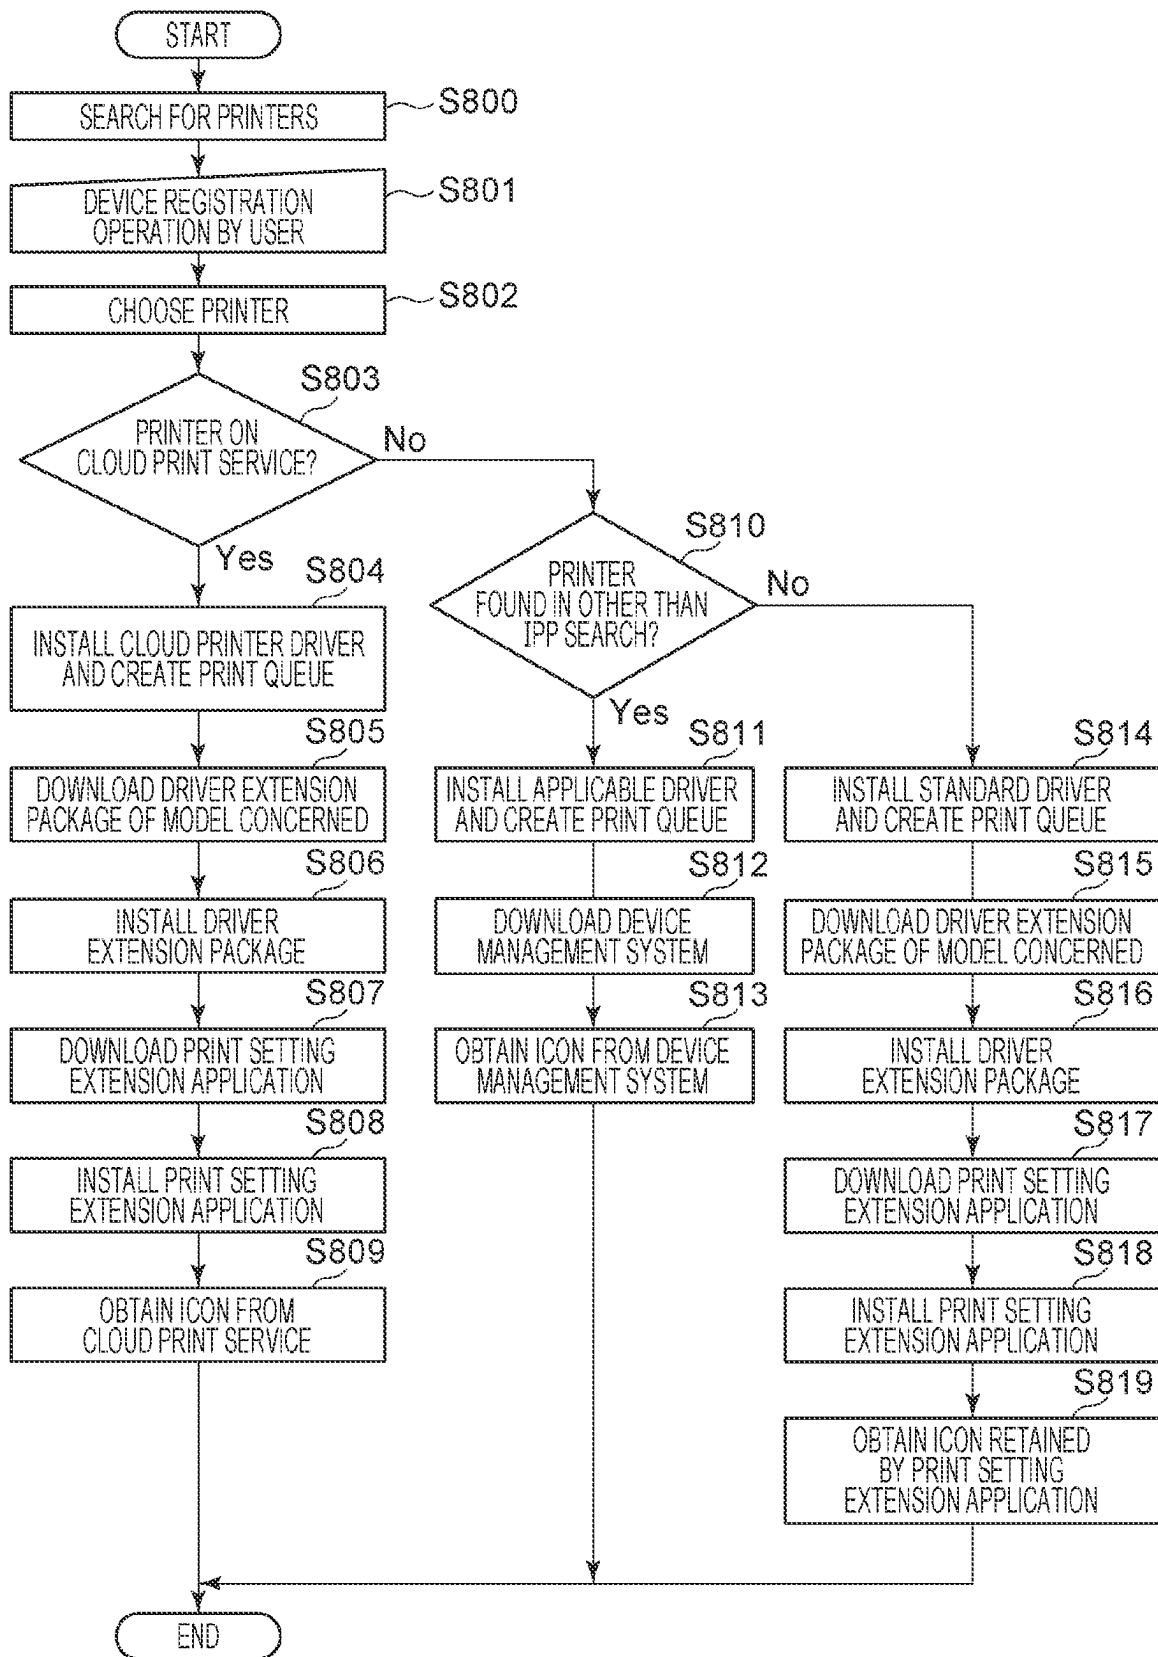 START
SEARCH FOR PRINTERS
S800
DEVICE REGISTRATION
OPERATION BY USER
S801
CHOOSE PRINTER
S802
S803
PRINTER ON
CLOUD PRINT SERVICE?
No
Yes
S804
INSTALL CLOUD PRINTER DRIVER
AND CREATE PRINT QUEUE
S805
DOWNLOAD DRIVER EXTENSION
PACKAGE OF MODEL CONCERNED
S806
INSTALL DRIVER
EXTENSION PACKAGE
S807
DOWNLOAD PRINT SETTING
EXTENSION APPLICATION
S808
INSTALL PRINT SETTING
EXTENSION APPLICATION
S809
OBTAIN ICON FROM
CLOUD PRINT SERVICE
S810
PRINTER
FOUND IN OTHER THAN
IPP SEARCH?
No
Yes
S811
INSTALL APPLICABLE DRIVER
AND CREATE PRINT QUEUE
S812
DOWNLOAD DEVICE
MANAGEMENT SYSTEM
S813
OBTAIN ICON FROM DEVICE
MANAGEMENT SYSTEM
S814
INSTALL STANDARD DRIVER
AND CREATE PRINT QUEUE
S815
DOWNLOAD DRIVER EXTENSION
PACKAGE OF MODEL CONCERNED
S816
INSTALL DRIVER
EXTENSION PACKAGE
S817
DOWNLOAD PRINT SETTING
EXTENSION APPLICATION
S818
INSTALL PRINT SETTING
EXTENSION APPLICATION
S819
OBTAIN ICON RETAINED
BY PRINT SETTING
EXTENSION APPLICATION
END